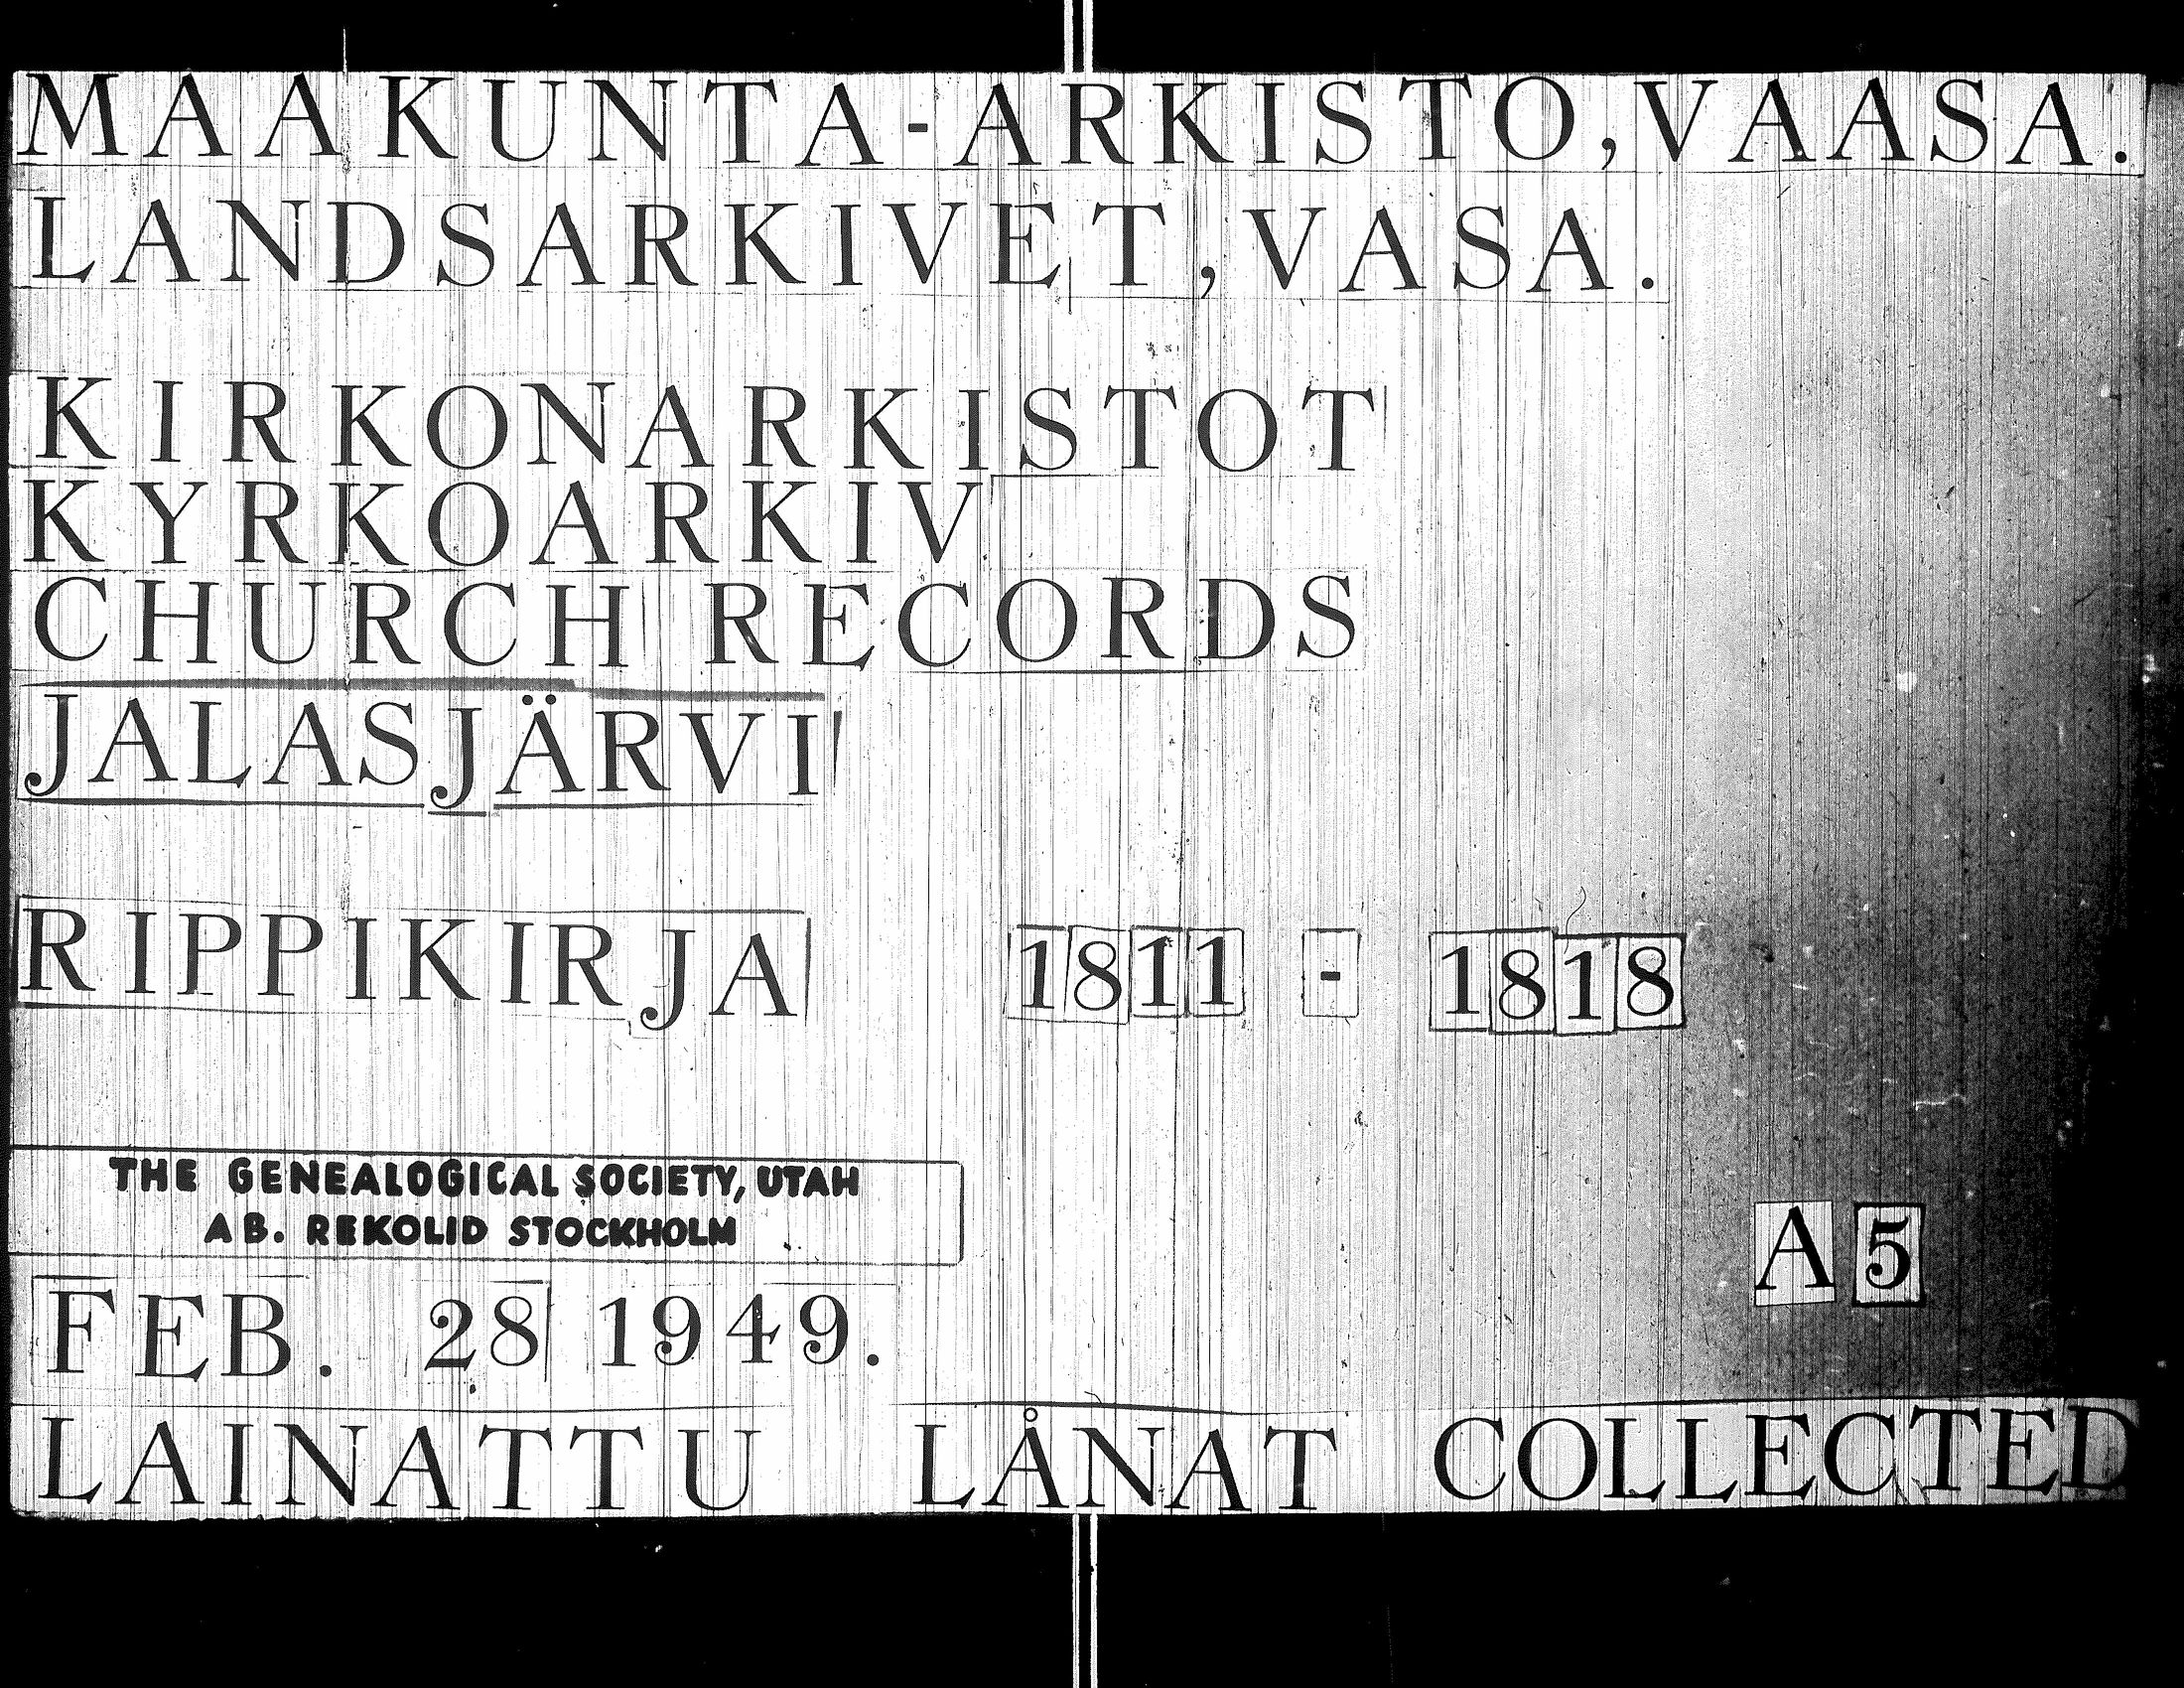 MAAKUNTA-ARKISTO, VAASA.
LANDSARKIVET, VASA.
KIRKONARKISTOT
KYRKOARKIV
CHURCH RECORDS
JALASJÄRVI
RIPPIKIRJA 1811 - 1818
THE GENEALOGICAL SOCIETY, UTAH
AB. REKOLID STOCKHOLM
A 5
FEB. 28 1949.
LAINATTU LÅNAT COLLECTED